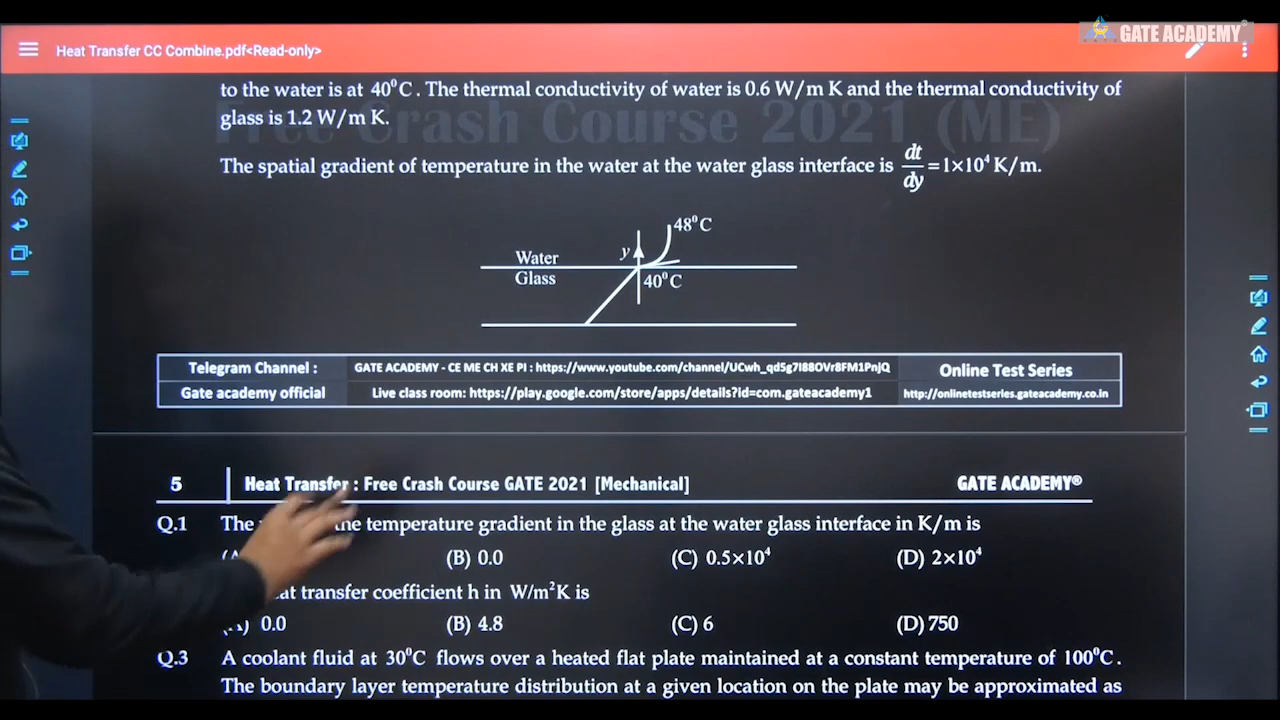 Heat Transfer CC Combine.pdf<Read-only>
GATE ACADEMY®
to the water is at 40⁰C. The thermal conductivity of water is 0.6 W/m K and the thermal conductivity of
Free Crash Course 2021 (ME)
glass is 1.2 W/m K.
The spatial gradient of temperature in the water at the water glass interface is dt/dy = 1×10⁴ K/m.
48⁰C
Water
y
Glass
40⁰C
Telegram Channel :
GATE ACADEMY - CE ME CH XE PI : https://www.youtube.com/channel/UCwh_qd5g7I88OVr8FM1PnjQ
Online Test Series
Gate academy official
Live class room: https://play.google.com/store/apps/details?id=com.gateacademy1
http://onlinetestseries.gateacademy.co.in
5
Heat Transfer : Free Crash Course GATE 2021 [Mechanical]
GATE ACADEMY®
Q.1 The the temperature gradient in the glass at the water glass interface in K/m is
(B) 0.0 (C) 0.5×10⁴ (D) 2×10⁴
transfer coefficient h in W/m²K is
(A) 0.0 (B) 4.8 (C) 6 (D) 750
Q.3 A coolant fluid at 30⁰C flows over a heated flat plate maintained at a constant temperature of 100⁰C.
The boundary layer temperature distribution at a given location on the plate may be approximated as